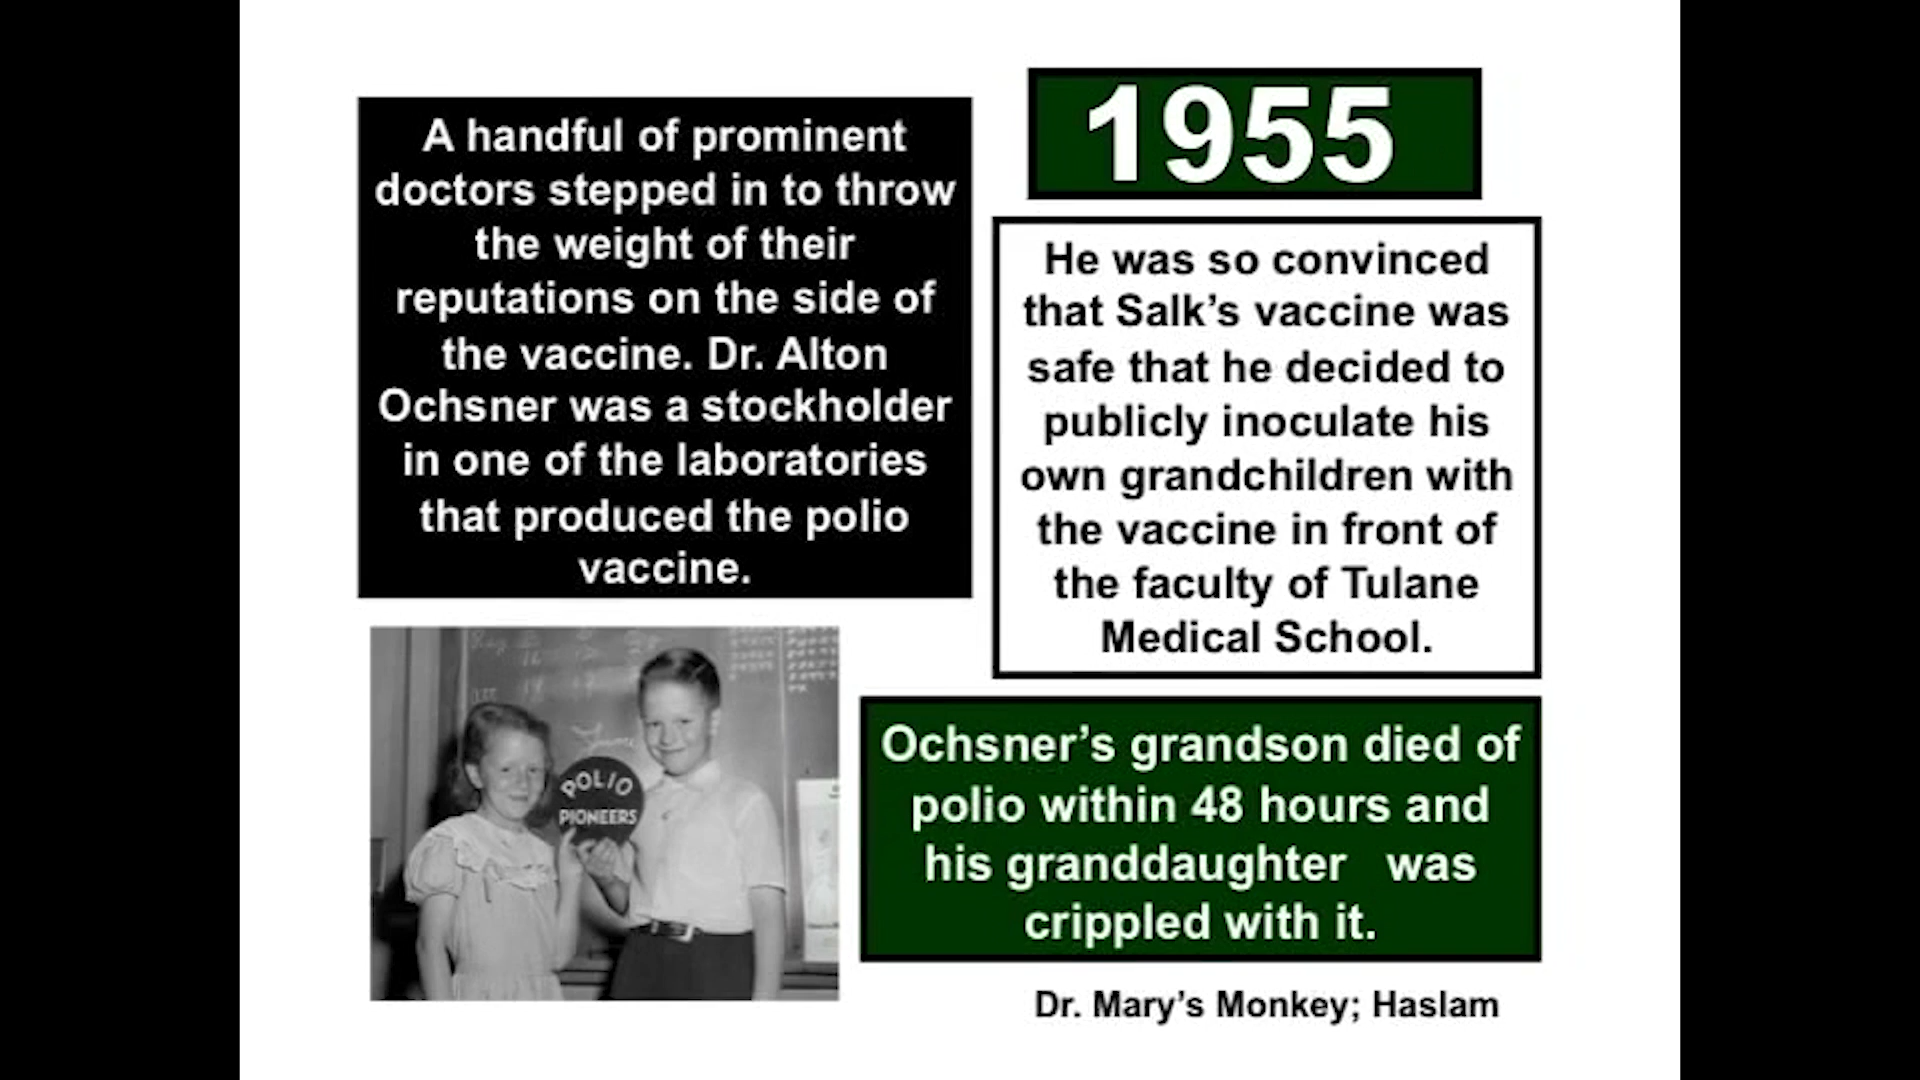 A handful of prominent
doctors stepped in to throw
the weight of their
reputations on the side of
the vaccine. Dr. Alton
Ochsner was a stockholder
in one of the laboratories
that produced the polio
vaccine.
1955
He was so convinced
that Salk’s vaccine was
safe that he decided to
publicly inoculate his
own grandchildren with
the vaccine in front of
the faculty of Tulane
Medical School.
POLIO
PIONEERS
Ochsner’s grandson died of
polio within 48 hours and
his granddaughter was
crippled with it.
Dr. Mary’s Monkey; Haslam